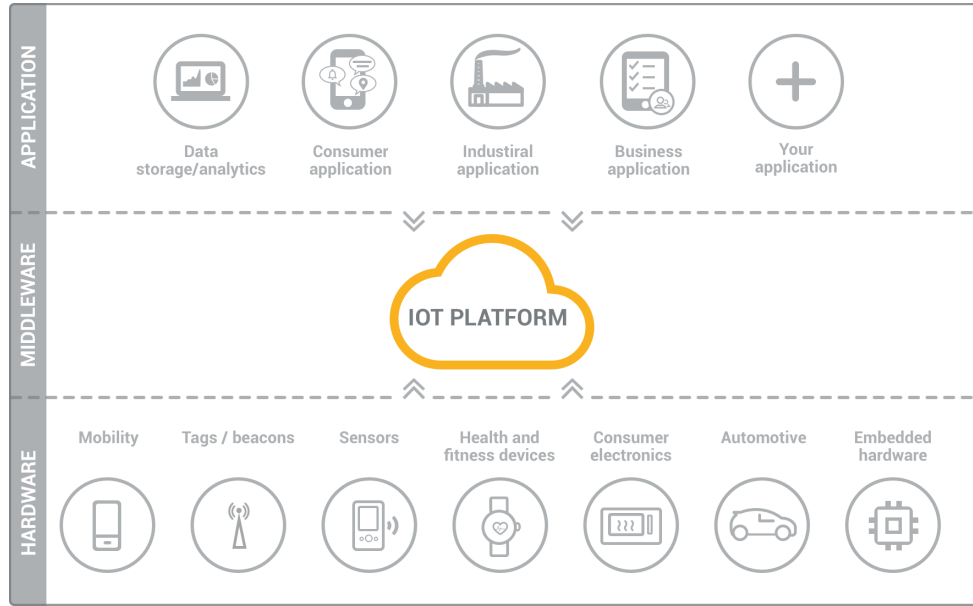 APPLICATION
Data
storage/analytics
Consumer
application
Industiral
application
Business
application
Your
application
MIDDLEWARE
IOT PLATFORM
HARDWARE
Mobility
Tags / beacons
Sensors
Health and
fitness devices
Consumer
electronics
Automotive
Embedded
hardware